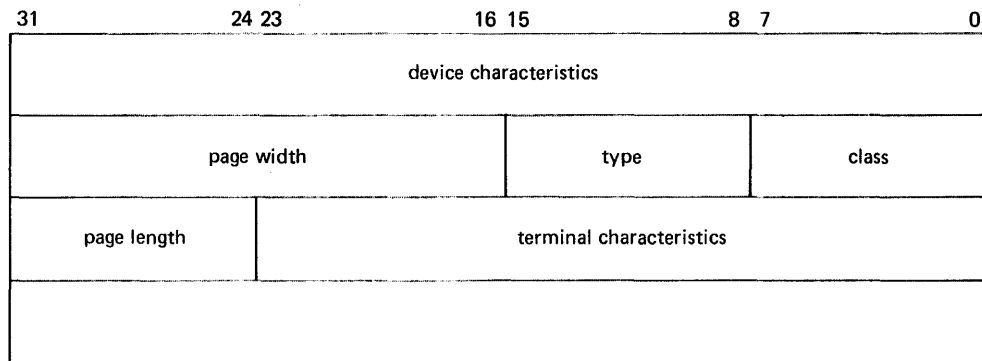 31 24 23 16 15 8 7 0
device characteristics
page width type class
page length terminal characteristics